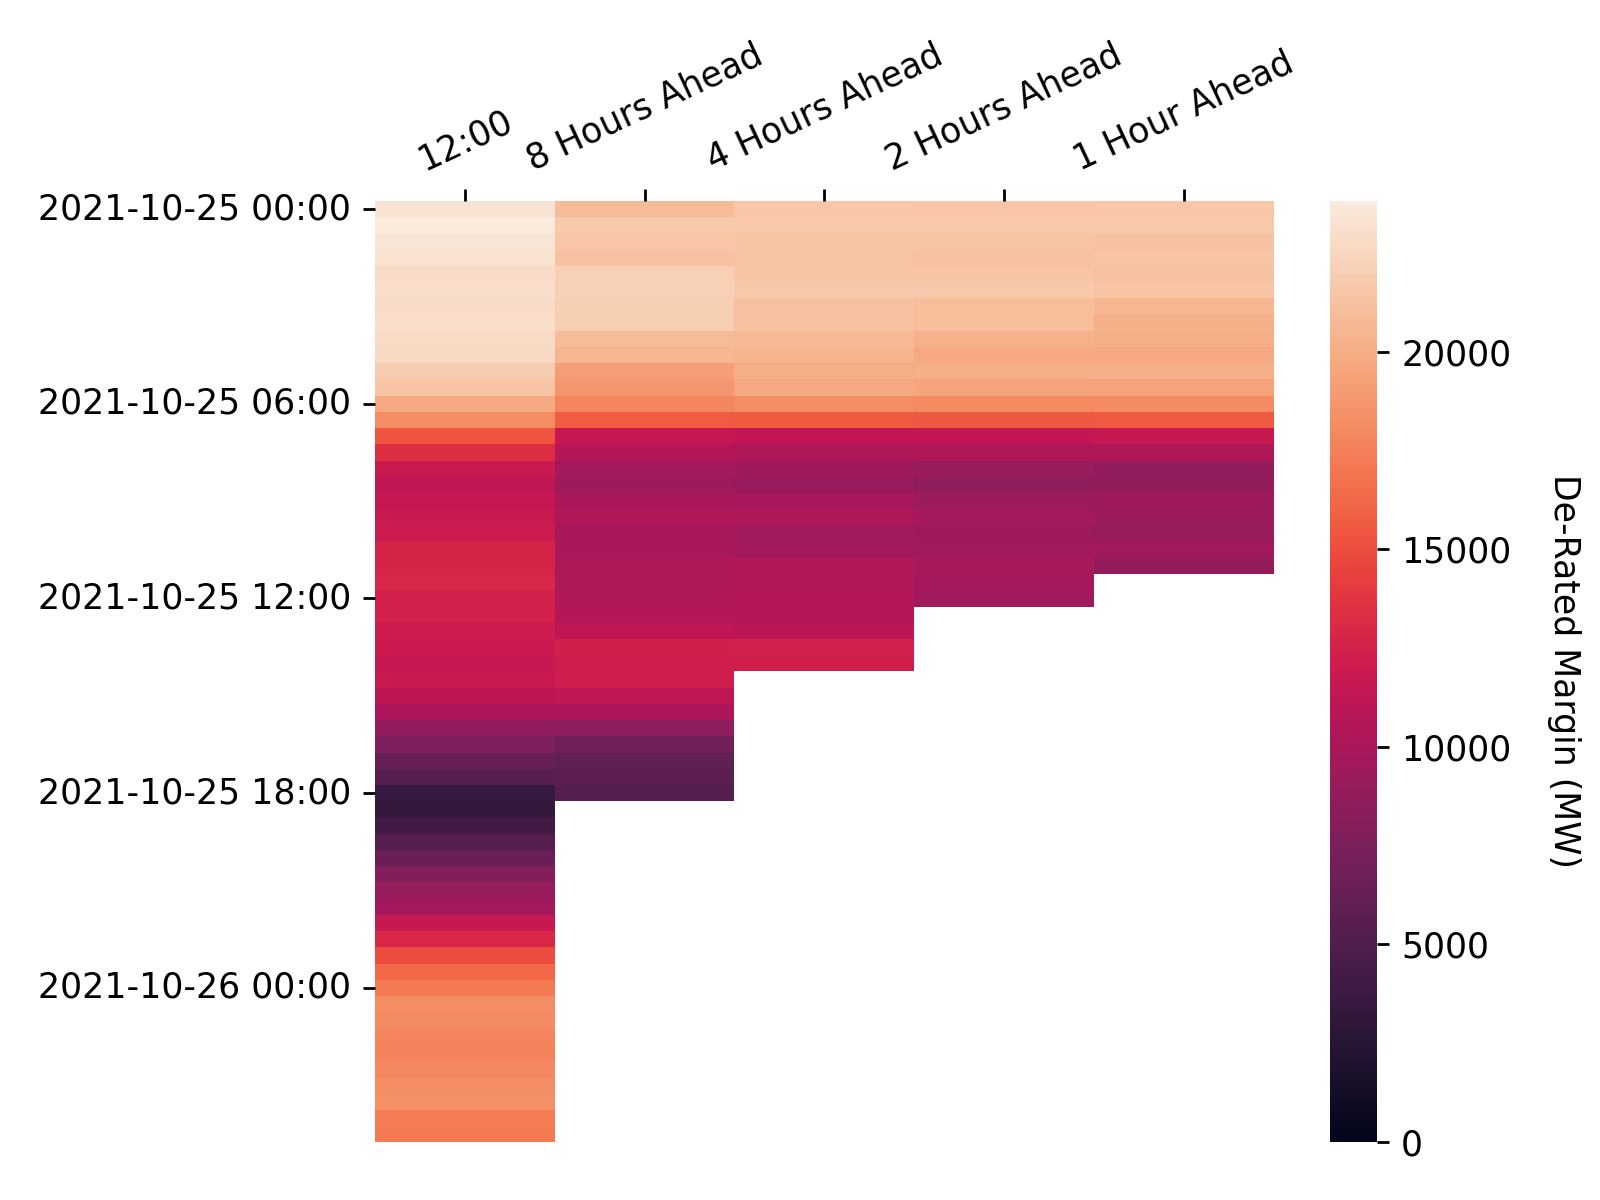 12:00
8 Hours Ahead
4 Hours Ahead
2 Hours Ahead
1 Hour Ahead
2021-10-25 00:00
2021-10-25 06:00
2021-10-25 12:00
2021-10-25 18:00
2021-10-26 00:00
20000
15000
10000
5000
0
De-Rated Margin (MW)